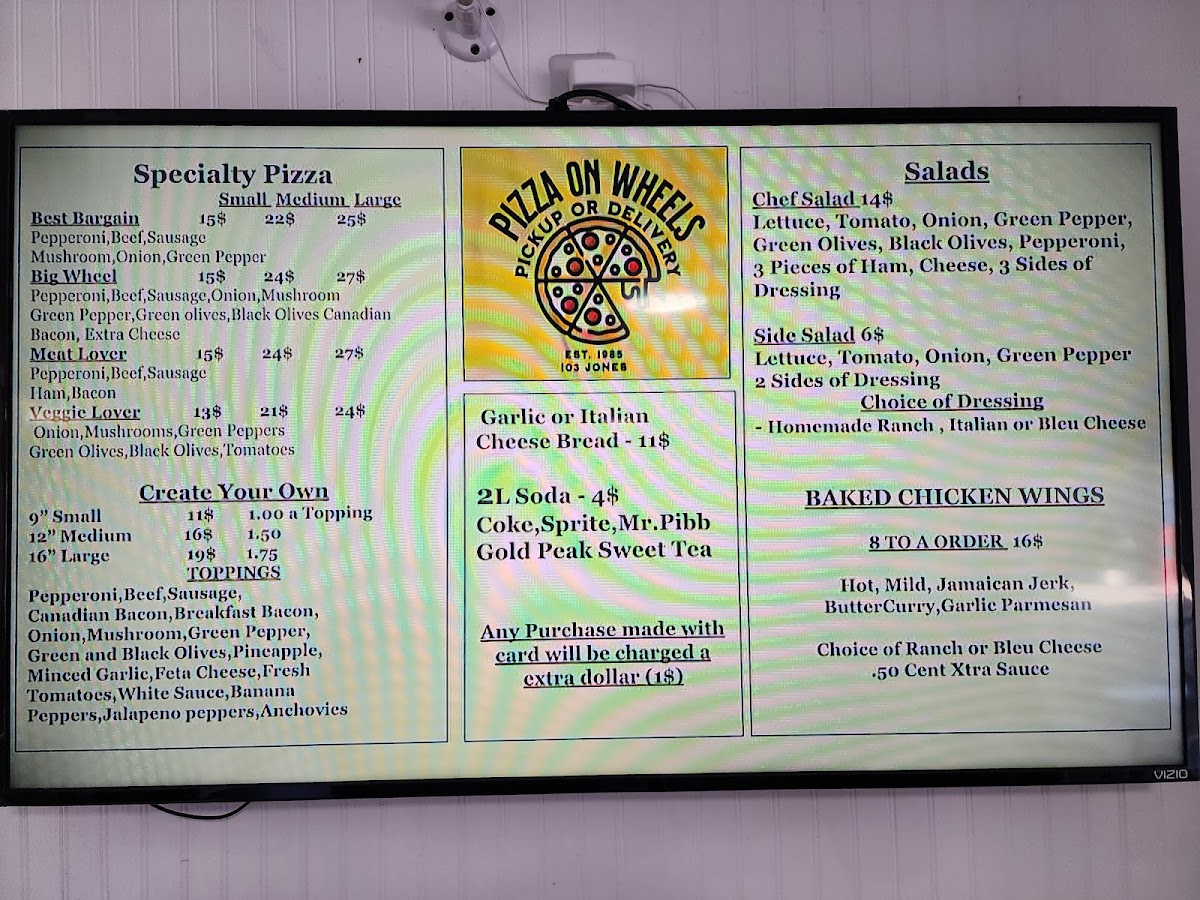 Specialty Pizza
Small Medium Large
Best Bargain 15$ 22$ 25$
Pepperoni,Beef,Sausage
Mushroom,Onion,Green Pepper
Big Wheel 15$ 24$ 27$
Pepperoni,Beef,Sausage,Onion,Mushroom
Green Pepper,Green olives,Black Olives Canadian
Bacon, Extra Cheese
Meat Lover 15$ 24$ 27$
Pepperoni,Beef,Sausage
Ham,Bacon
Veggie Lover 13$ 21$ 24$
Onion,Mushrooms,Green Peppers
Green Olives,Black Olives,Tomatoes
Create Your Own
9" Small 11$ 1.00 a Topping
12" Medium 16$ 1.50
16" Large 19$ 1.75
TOPPINGS
Pepperoni,Beef,Sausage,
Canadian Bacon,Breakfast Bacon,
Onion,Mushroom,Green Pepper,
Green and Black Olives,Pineapple,
Minced Garlic,Feta Cheese,Fresh
Tomatoes,White Sauce,Banana
Peppers,Jalapeno peppers,Anchovies
PIZZA ON WHEELS
PICKUP OR DELIVERY
EST. 1985
103 JONES
Garlic or Italian
Cheese Bread - 11$
2L Soda - 4$
Coke,Sprite,Mr.Pibb
Gold Peak Sweet Tea
Any Purchase made with
card will be charged a
extra dollar (1$)
Salads
Chef Salad 14$
Lettuce, Tomato, Onion, Green Pepper,
Green Olives, Black Olives, Pepperoni,
3 Pieces of Ham, Cheese, 3 Sides of
Dressing
Side Salad 6$
Lettuce, Tomato, Onion, Green Pepper
2 Sides of Dressing
Choice of Dressing
- Homemade Ranch , Italian or Bleu Cheese
BAKED CHICKEN WINGS
8 TO A ORDER 16$
Hot, Mild, Jamaican Jerk,
ButterCurry,Garlic Parmesan
Choice of Ranch or Bleu Cheese
.50 Cent Xtra Sauce
VIZIO